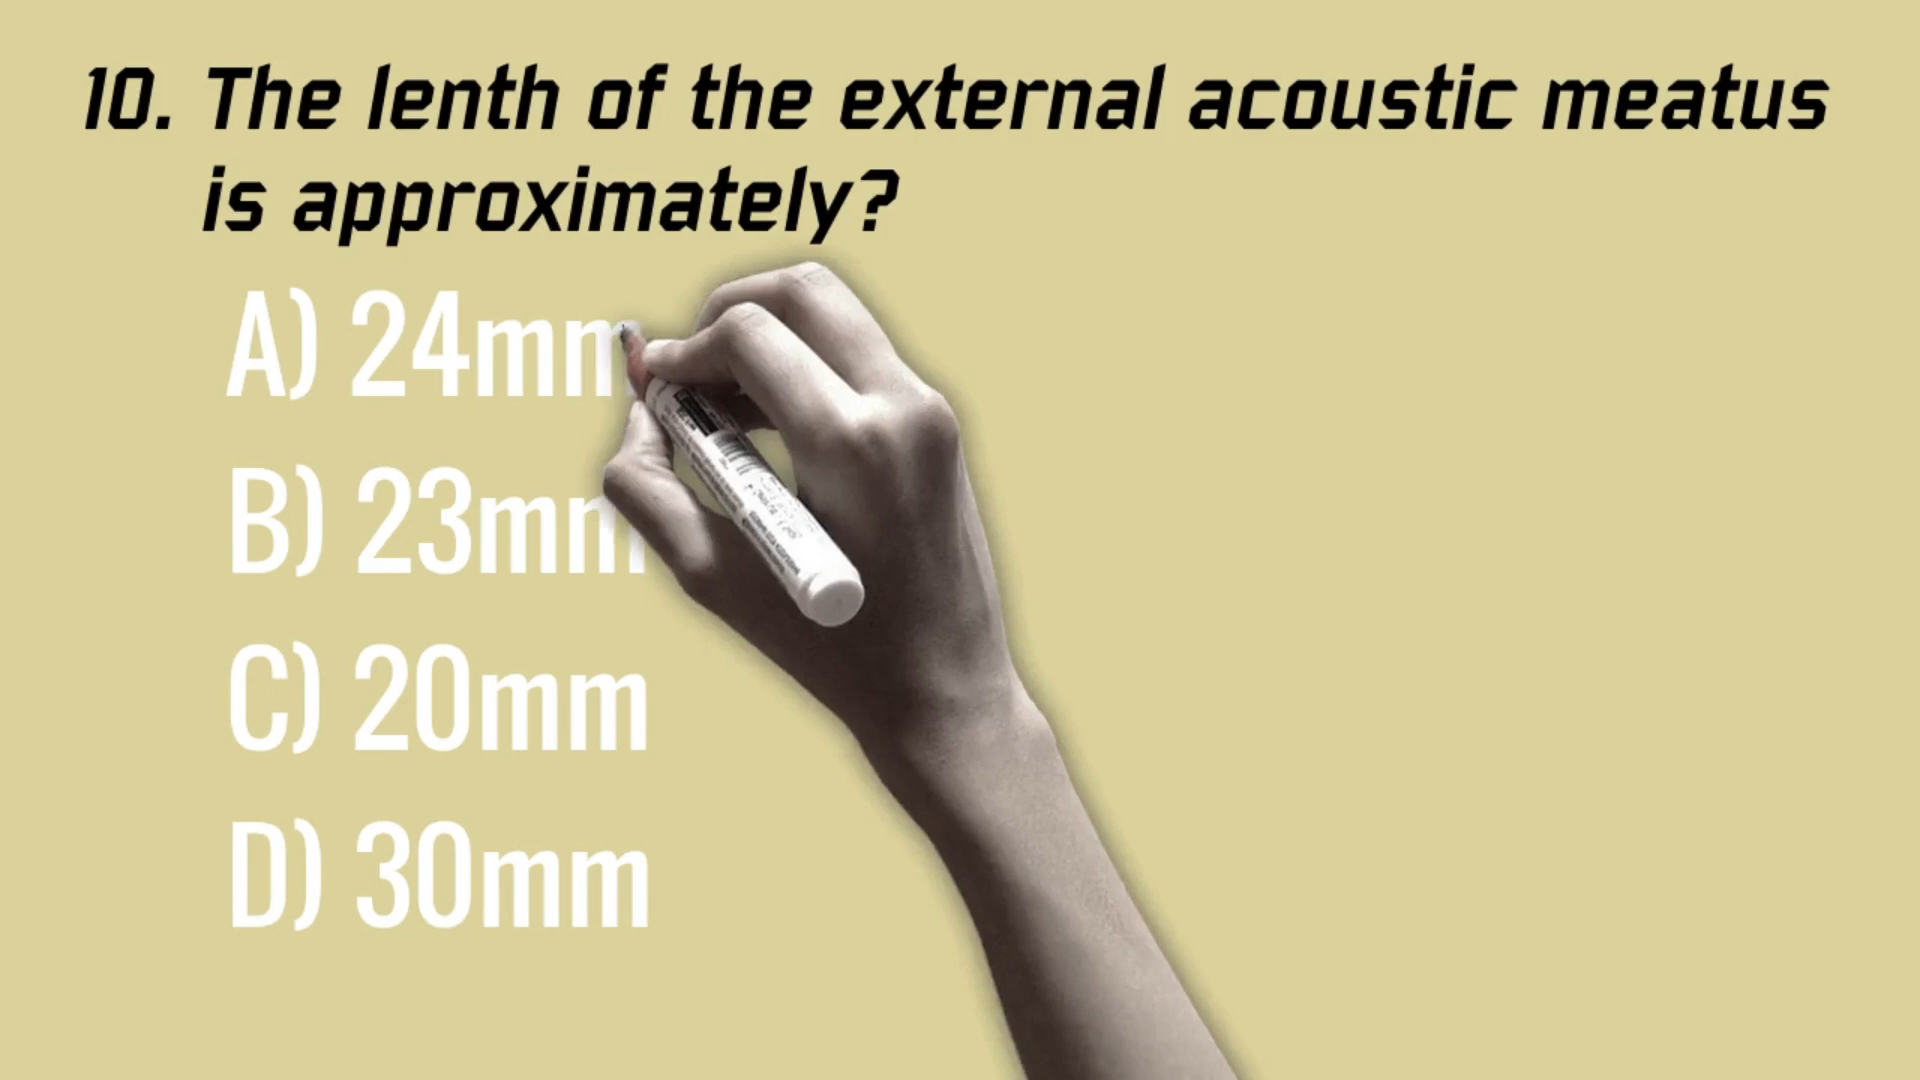 10. The lenth of the external acoustic meatus
is approximately?
A) 24mm
B) 23mm
C) 20mm
D) 30mm